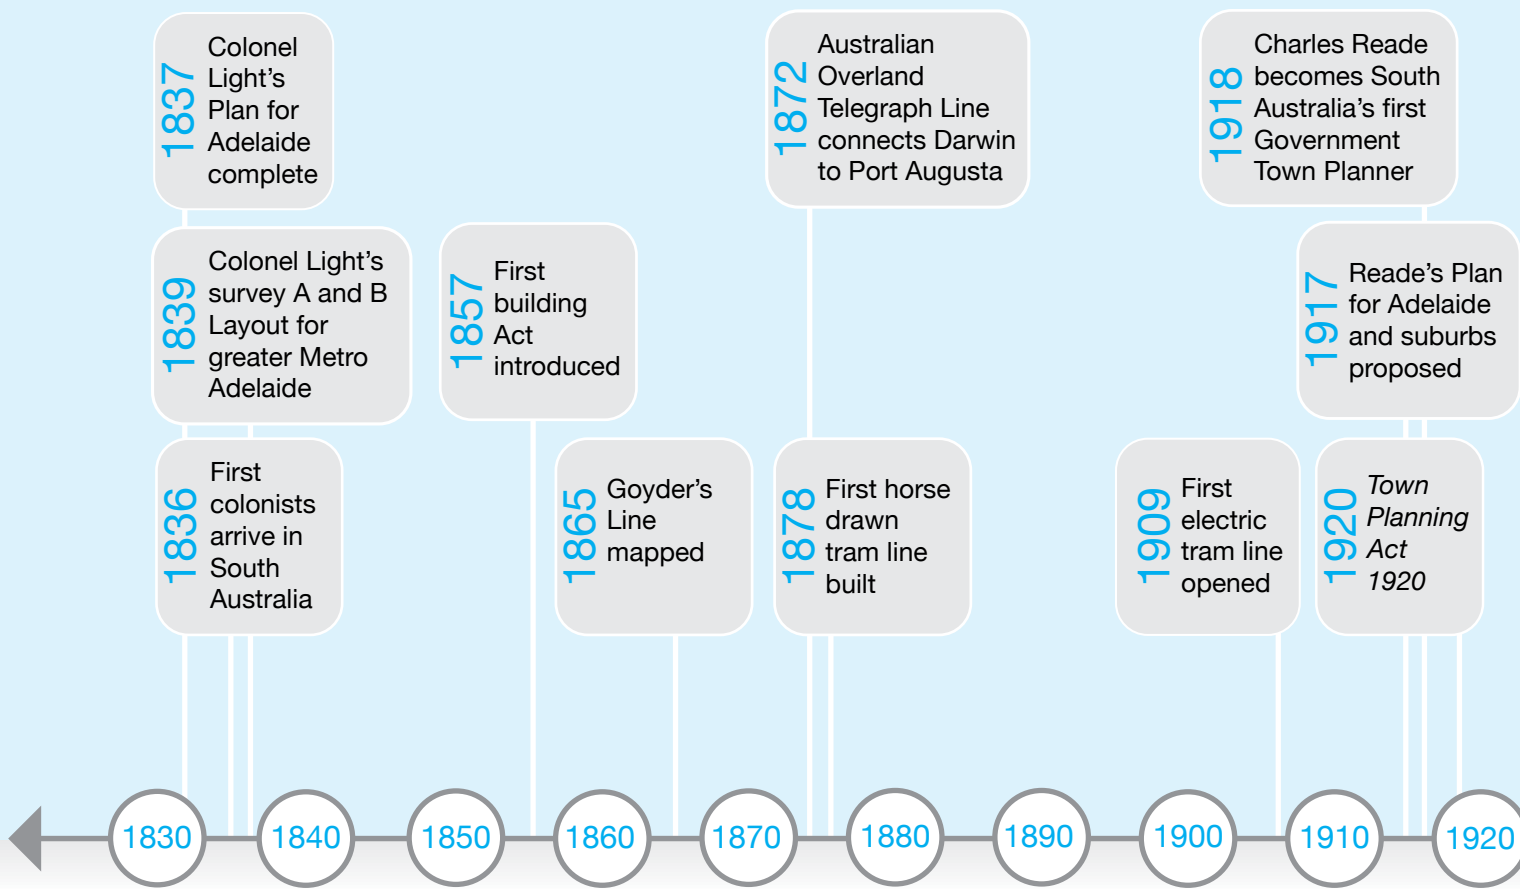 1837
Colonel
Light’s
Plan for
Adelaide
complete
1872
Australian
Overland
Telegraph Line
connects Darwin
to Port Augusta
1918
Charles Reade
becomes South
Australia’s first
Government
Town Planner
1839
Colonel Light’s
survey A and B
Layout for
greater Metro
Adelaide
1857
First
building
Act
introduced
1917
Reade’s Plan
for Adelaide
and suburbs
proposed
1836
First
colonists
arrive in
South
Australia
1865
Goyder’s
Line
mapped
1878
First horse
drawn
tram line
built
1909
First
electric
tram line
opened
1920
Town
Planning
Act
1920
1830 1840 1850 1860 1870 1880 1890 1900 1910 1920